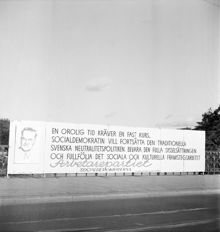 EN OROLIG TID KRÄVER EN FAST KURS,
SOCIALDEMOKRATIN VILL FORTSÄTTA DEN TRADITIONELLA
SVENSKA NEUTRALITETSPOLITIKEN BEVARA DEN FULLA SYSSELSÄTTNINGEN
OCH FULLFÖLJA DET SOCIALA OCH KULTURELLA FRAMSTEGSARBETET
Arbetarepartiet
SOCIALDEMOKRATERNA